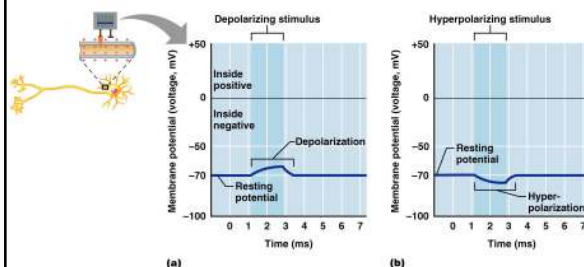 Depolarizing stimulus
Membrane potential (voltage, mV)
+50
0
−50
−70
−100
Inside
positive
Inside
negative
Depolarization
Resting
potential
0 1 2 3 4 5 6 7
Time (ms)
(a)
Hyperpolarizing stimulus
Membrane potential (voltage, mV)
+50
0
−50
−70
−100
Resting
potential
Hyper-
polarization
0 1 2 3 4 5 6 7
Time (ms)
(b)